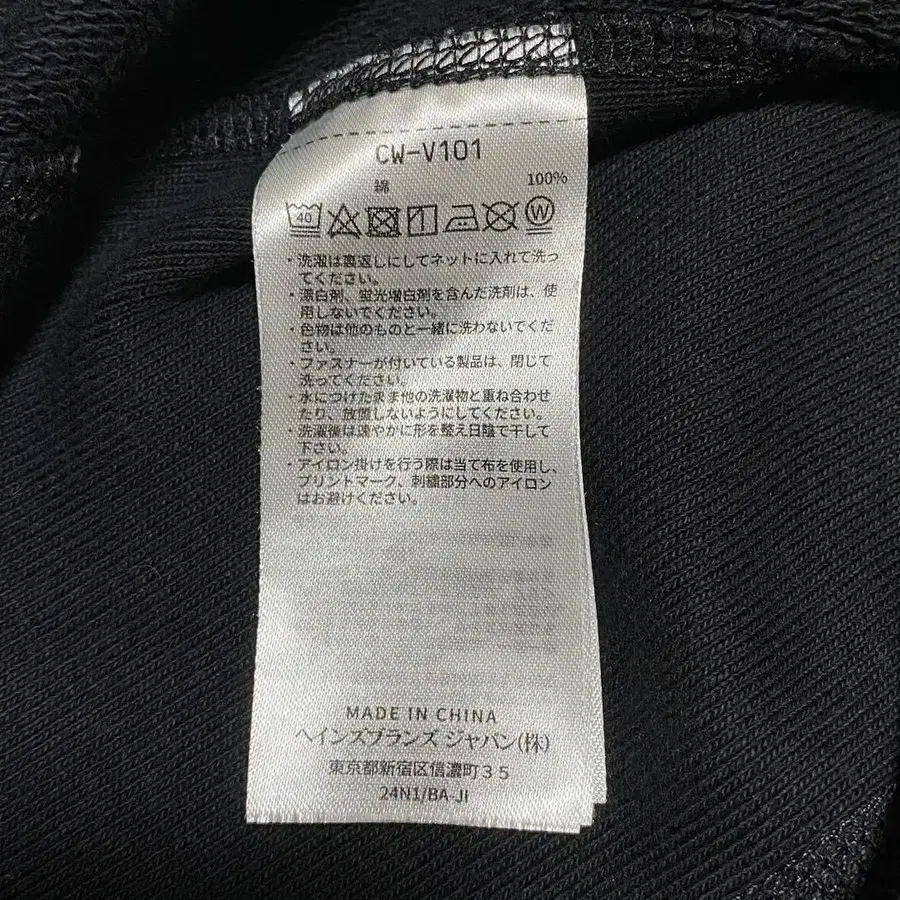 CW-V101
綿 100%
40 W
・洗濯は裏返しにしてネットに入れて洗っ
てください。
・漂白剤、蛍光増白剤を含んだ洗剤は、使
用しないでください。
・色物は他のものと一緒に洗わないでくだ
さい。
・ファスナーが付いている製品は、閉じて
洗ってください。
・水につけたまま他の洗濯物と重ね合わせ
たり、放置しないようにしてください。
・洗濯後は速やかに形を整え日陰で干して
下さい。
・アイロン掛けを行う際は当て布を使用し、
プリントマーク、刺繍部分へのアイロン
はお避けください。
MADE IN CHINA
ヘインズブランズ ジャパン(株)
東京都新宿区信濃町35
24N1/BA-JI